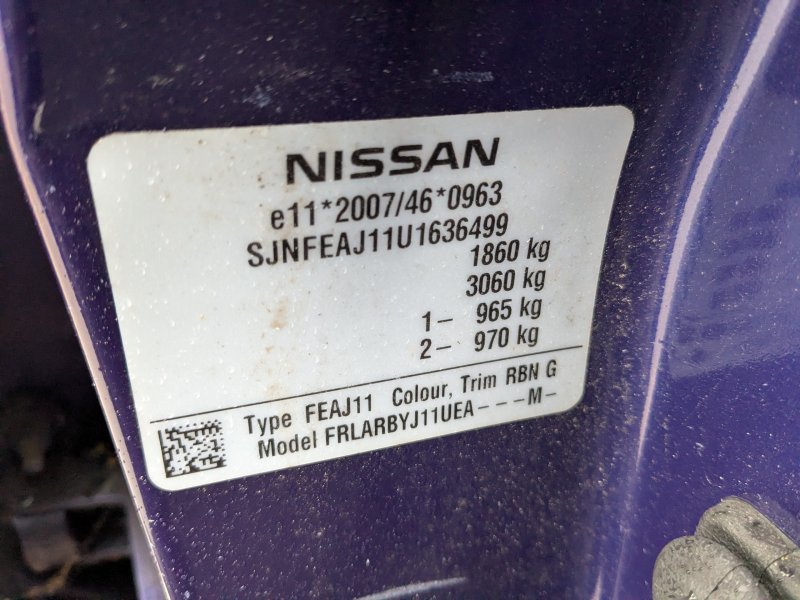 NISSAN
e11*2007/46*0963
SJNFEAJ11U1636499
1860 kg
3060 kg
1- 965 kg
2- 970 kg
Type FEAJ11 Colour, Trim RBN G
Model FRLARBYJ11UEA---M-